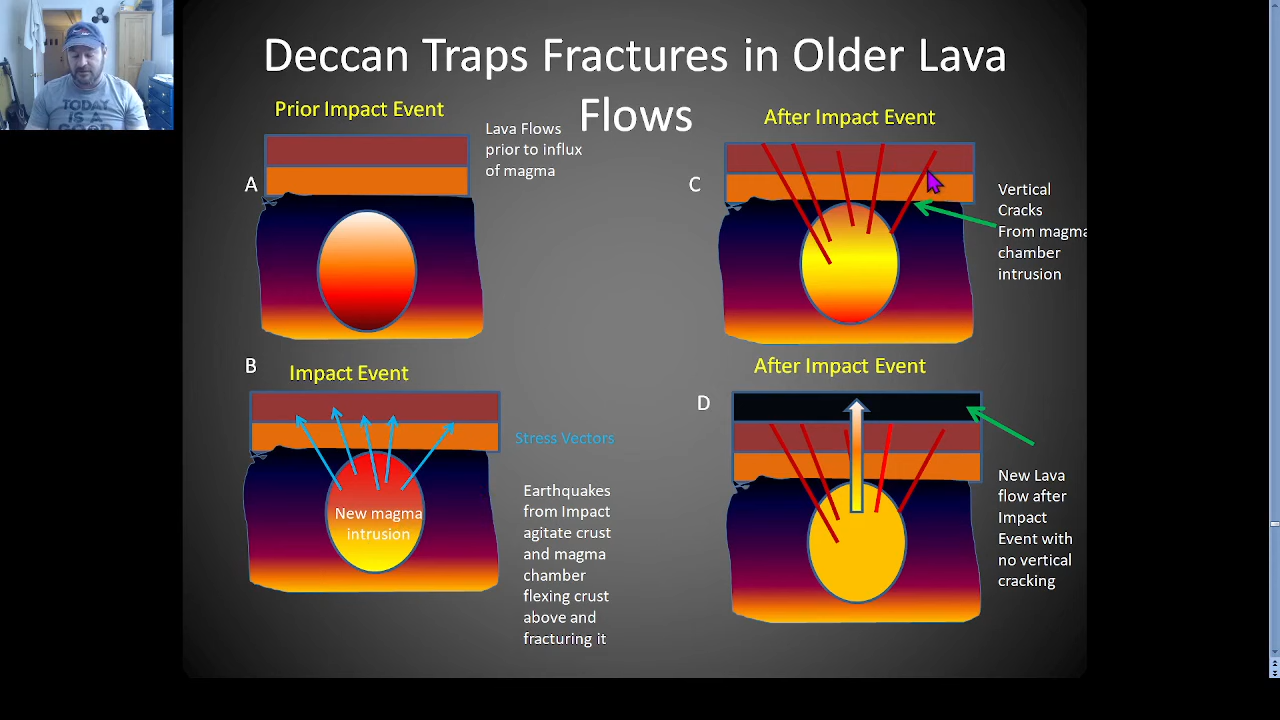 Deccan Traps Fractures in Older Lava
Flows
Prior Impact Event
Lava Flows
prior to influx
of magma
A
After Impact Event
C
Vertical
Cracks
From magma
chamber
intrusion
B
Impact Event
Stress Vectors
New magma
intrusion
Earthquakes
from Impact
agitate crust
and magma
chamber
flexing crust
above and
fracturing it
After Impact Event
D
New Lava
flow after
Impact
Event with
no vertical
cracking
TODAY
IS A
GOOD